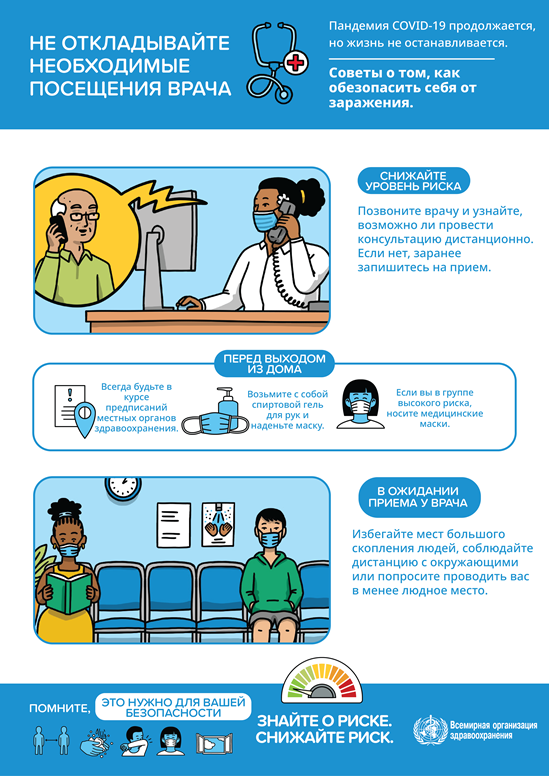 НЕ ОТКЛАДЫВАЙТЕ
НЕОБХОДИМЫЕ
ПОСЕЩЕНИЯ ВРАЧА
Пандемия COVID-19 продолжается,
но жизнь не останавливается.
Советы о том, как
обезопасить себя от
заражения.
СНИЖАЙТЕ
УРОВЕНЬ РИСКА
Позвоните врачу и узнайте,
возможно ли провести
консультацию дистанционно.
Если нет, заранее
запишитесь на прием.
ПЕРЕД ВЫХОДОМ
ИЗ ДОМА
Всегда будьте в
курсе
предписаний
местных органов
здравоохранения.
Возьмите с собой
спиртовой гель
для рук и
наденьте маску.
Если вы в группе
высокого риска,
носите медицинские
маски.
В ОЖИДАНИИ
ПРИЕМА У ВРАЧА
Избегайте мест большого
скопления людей, соблюдайте
дистанцию с окружающими
или попросите проводить вас
в менее людное место.
ПОМНИТЕ,
ЭТО НУЖНО ДЛЯ ВАШЕЙ
БЕЗОПАСНОСТИ
ЗНАЙТЕ О РИСКЕ.
СНИЖАЙТЕ РИСК.
Всемирная организация
здравоохранения